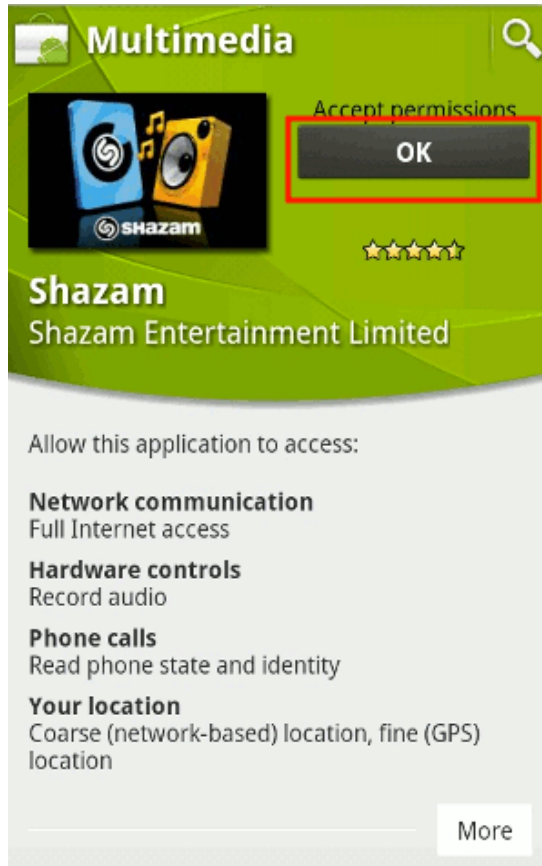 Multimedia
Accept permissions
OK
SHAZAM
Shazam
Shazam Entertainment Limited
Allow this application to access:
Network communication
Full Internet access
Hardware controls
Record audio
Phone calls
Read phone state and identity
Your location
Coarse (network-based) location, fine (GPS)
location
More